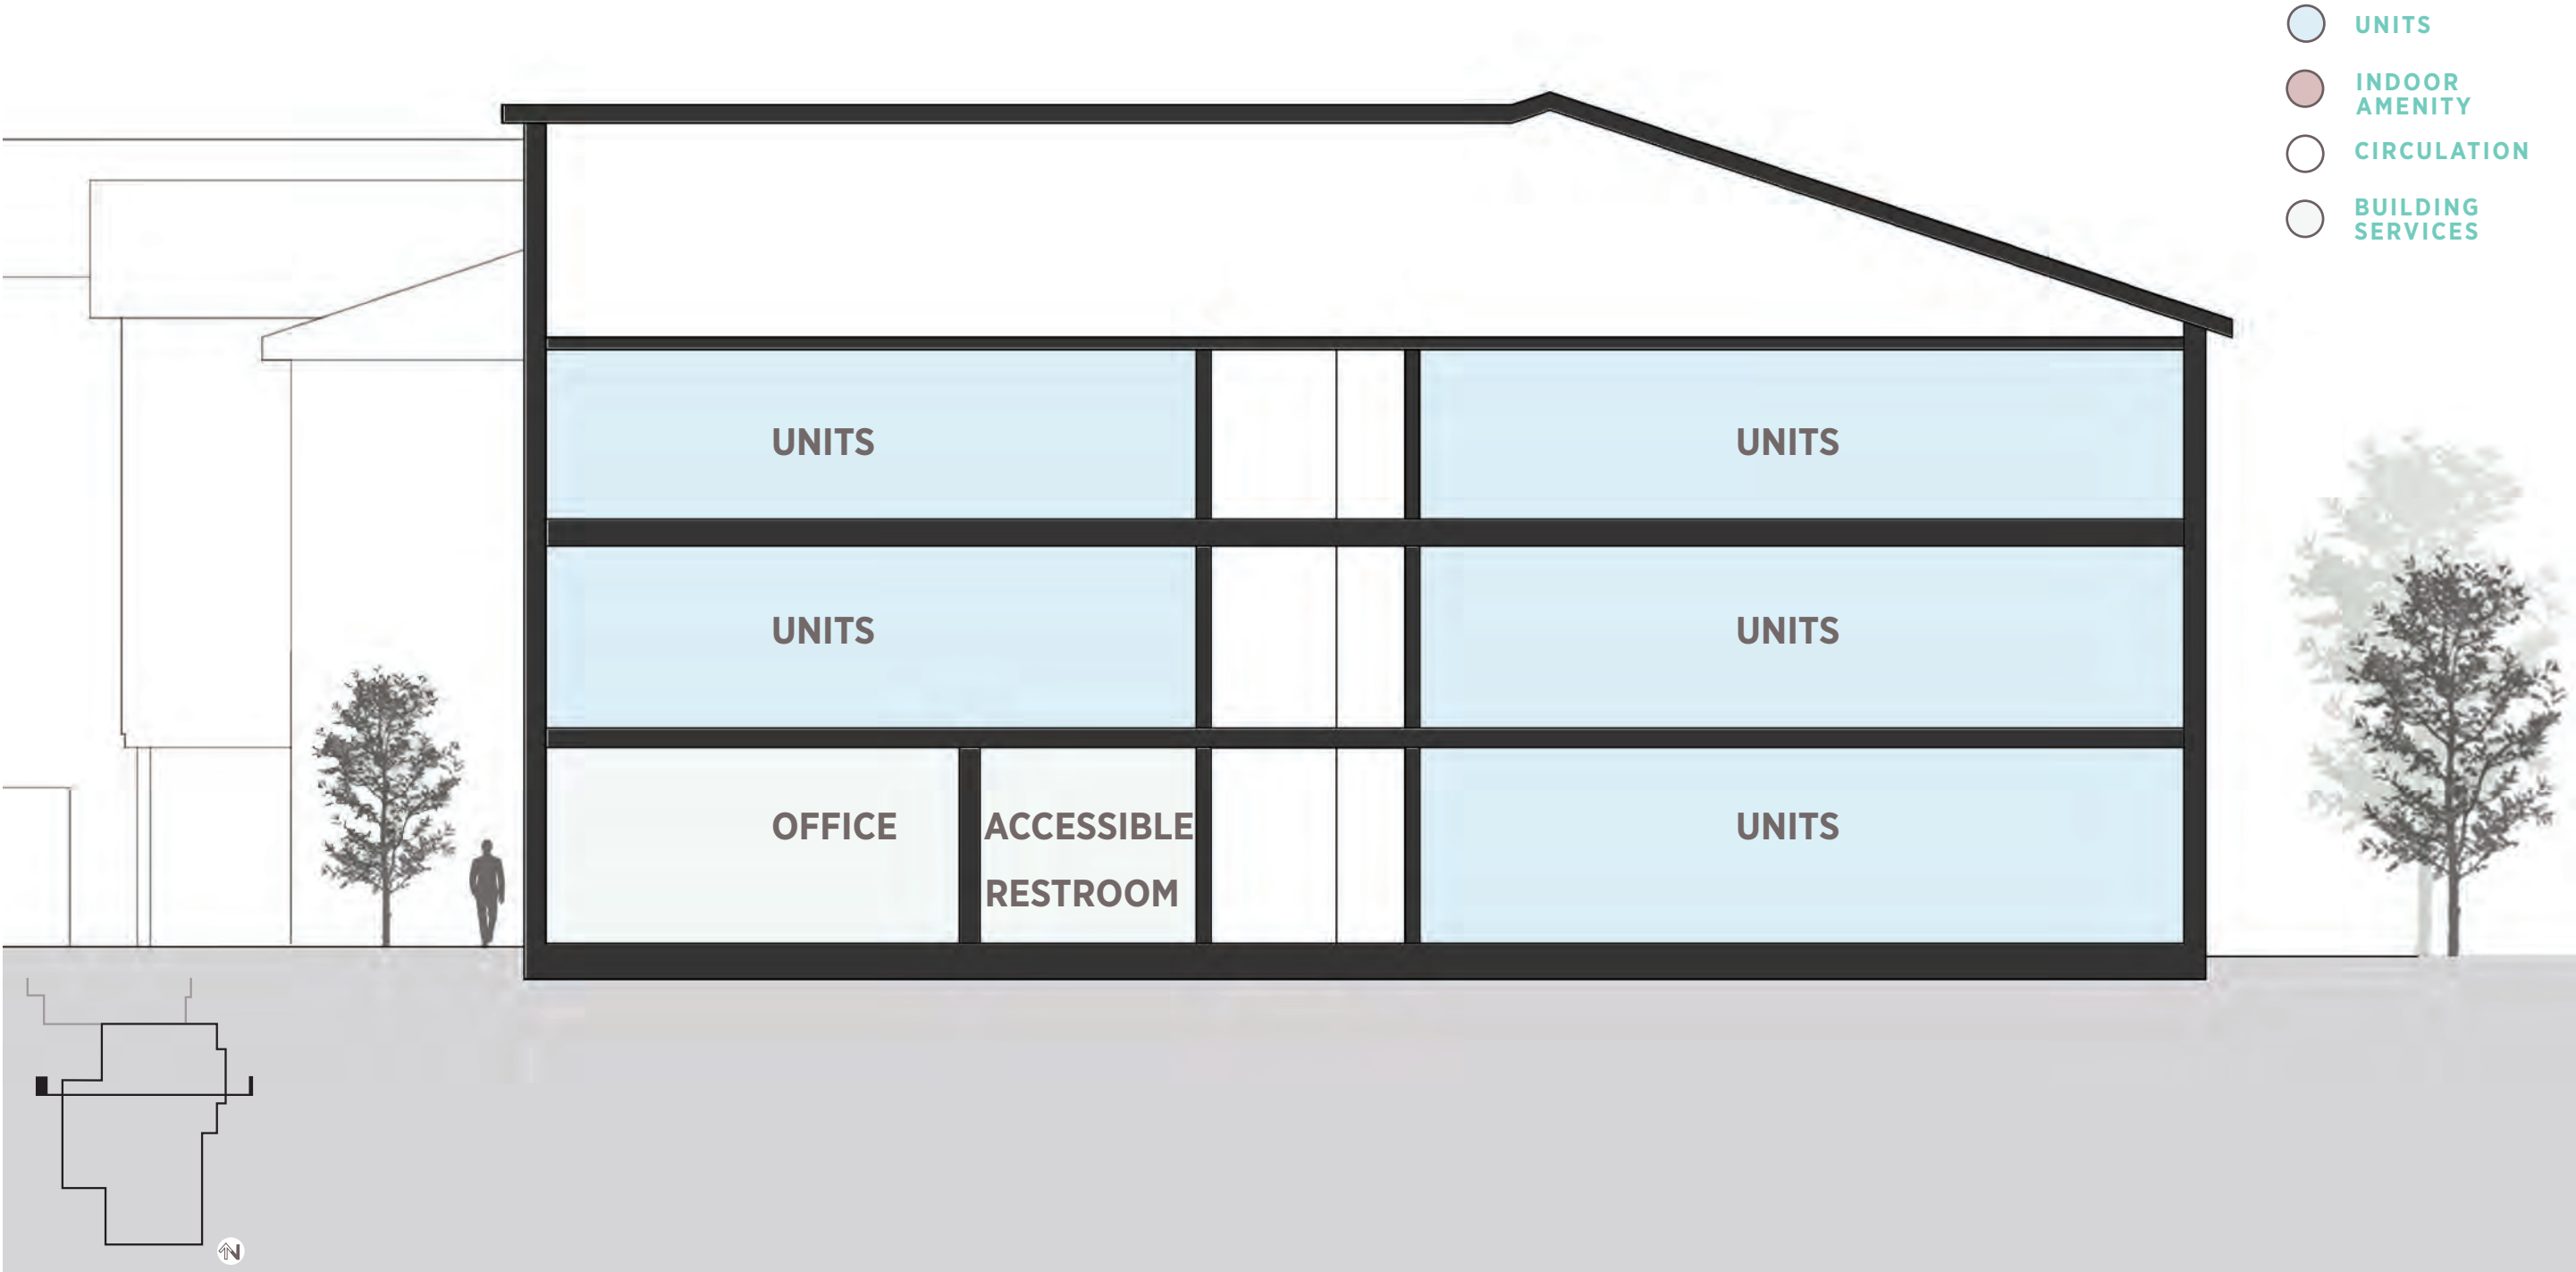 UNITS
INDOOR
AMENITY
CIRCULATION
BUILDING
SERVICES
UNITS
UNITS
UNITS
UNITS
OFFICE
ACCESSIBLE
RESTROOM
UNITS
N